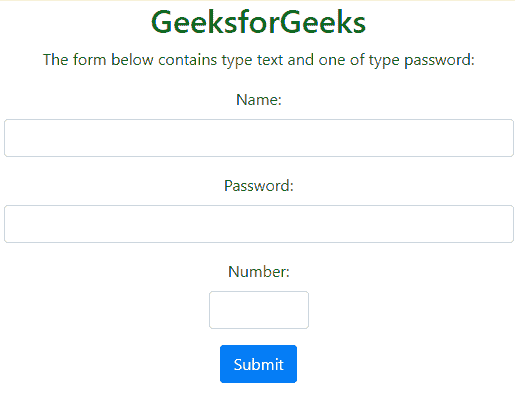 GeeksforGeeks
The form below contains type text and one of type password:
Name:
Password:
Number:
Submit